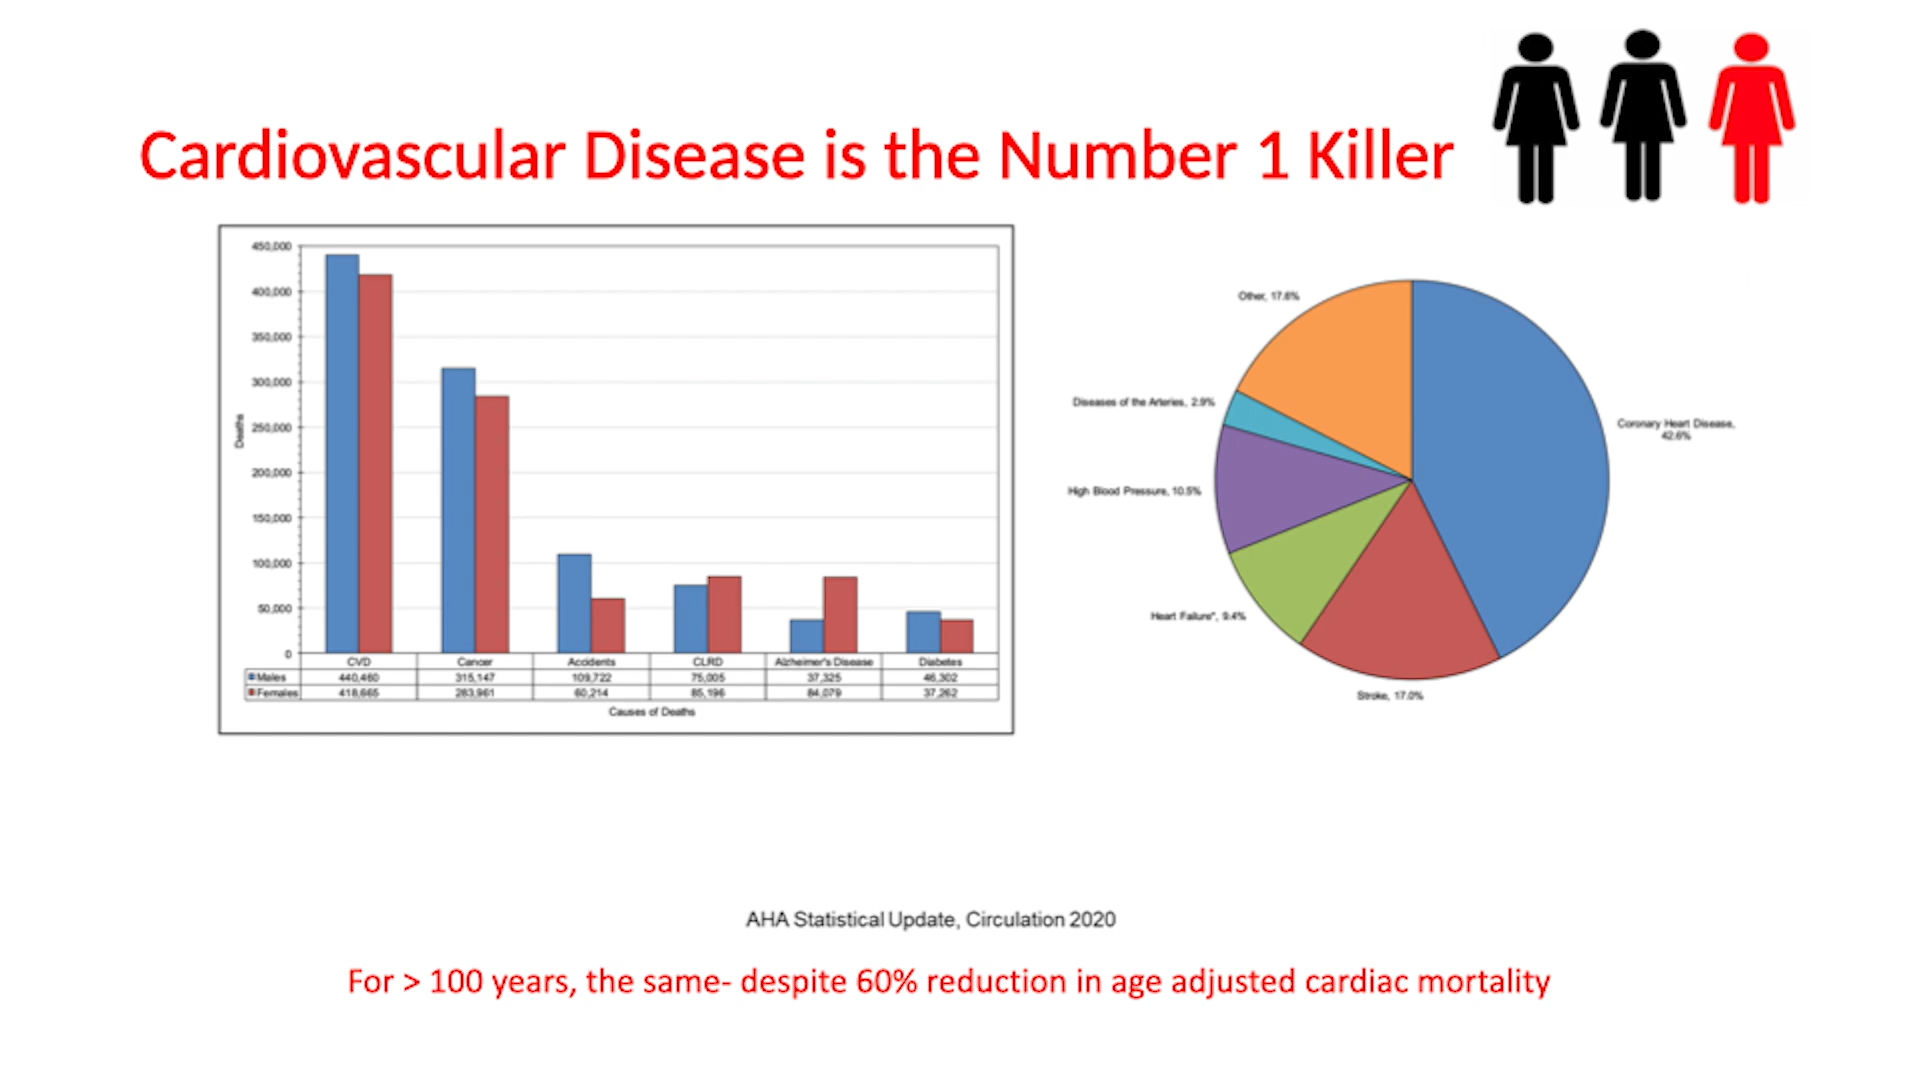 Cardiovascular Disease is the Number 1 Killer
450,000
400,000
350,000
300,000
250,000
200,000
150,000
100,000
50,000
0
Deaths
CVD Cancer Accidents CLRD Alzheimer's Disease Diabetes
Males 440,460 315,147 109,722 75,005 37,325 46,302
Females 418,665 283,961 60,214 85,196 84,079 37,262
Causes of Deaths
Other, 17.6%
Diseases of the Arteries, 2.9%
High Blood Pressure, 10.5%
Heart Failure*, 9.4%
Stroke, 17.0%
Coronary Heart Disease,
42.6%
AHA Statistical Update, Circulation 2020
For > 100 years, the same- despite 60% reduction in age adjusted cardiac mortality